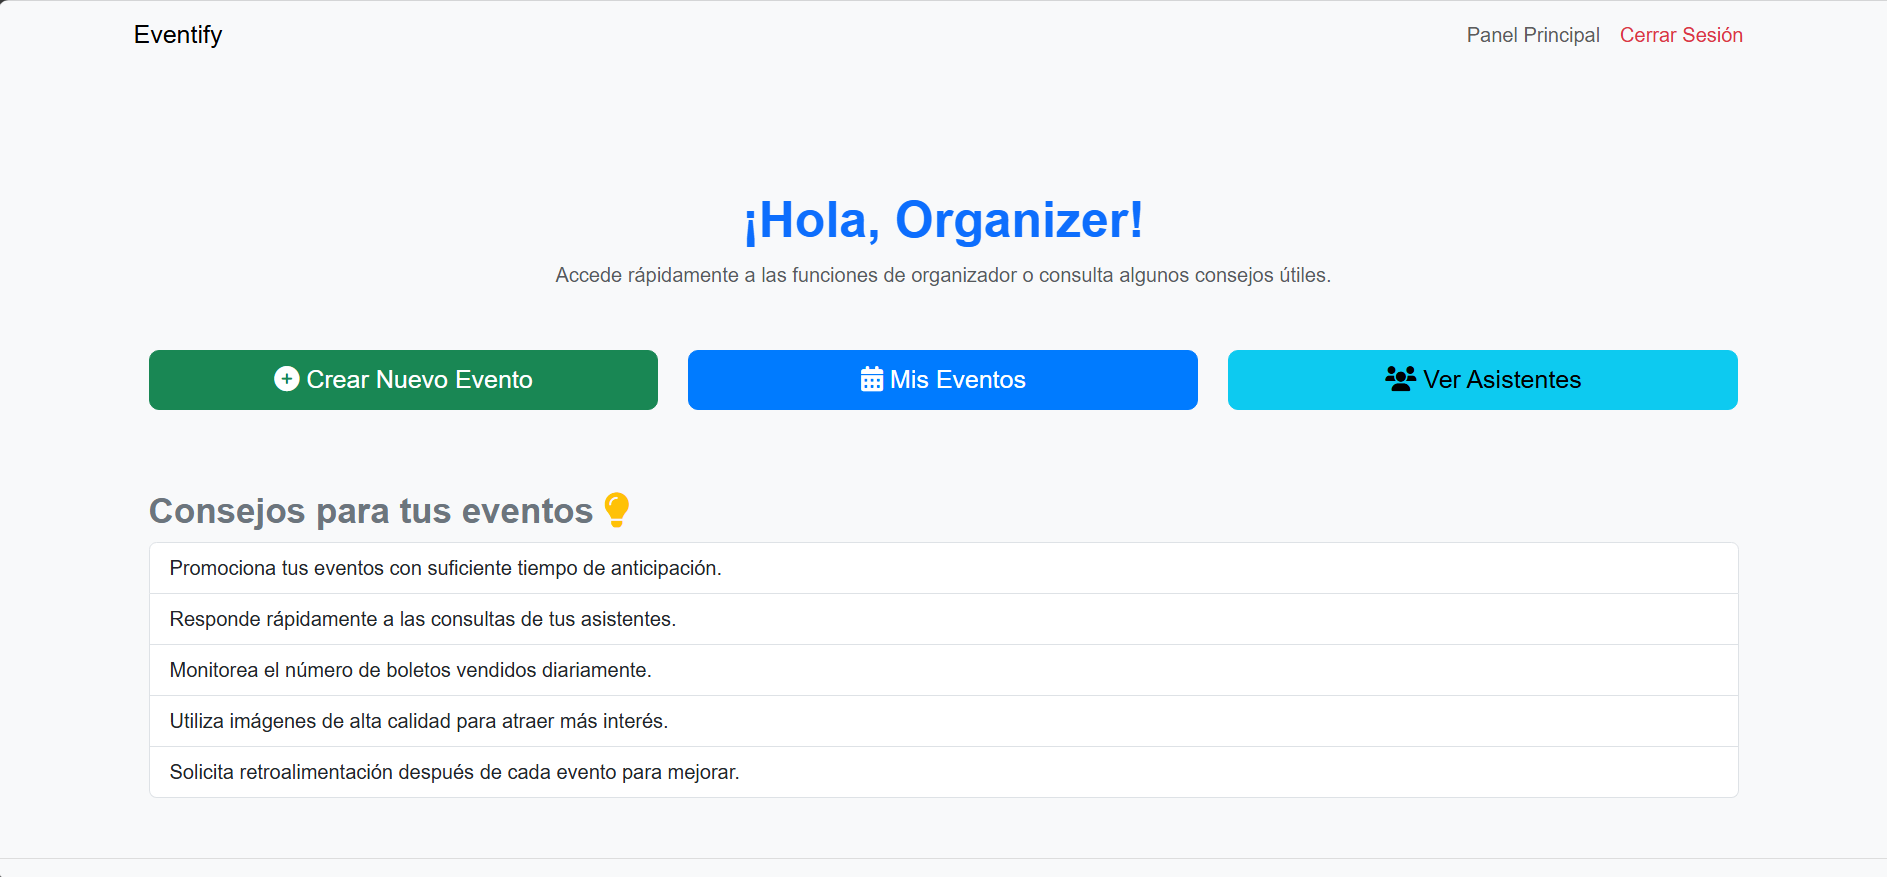 Eventify
Panel Principal
Cerrar Sesión
¡Hola, Organizer!
Accede rápidamente a las funciones de organizador o consulta algunos consejos útiles.
Crear Nuevo Evento
Mis Eventos
Ver Asistentes
Consejos para tus eventos
Promociona tus eventos con suficiente tiempo de anticipación.
Responde rápidamente a las consultas de tus asistentes.
Monitorea el número de boletos vendidos diariamente.
Utiliza imágenes de alta calidad para atraer más interés.
Solicita retroalimentación después de cada evento para mejorar.